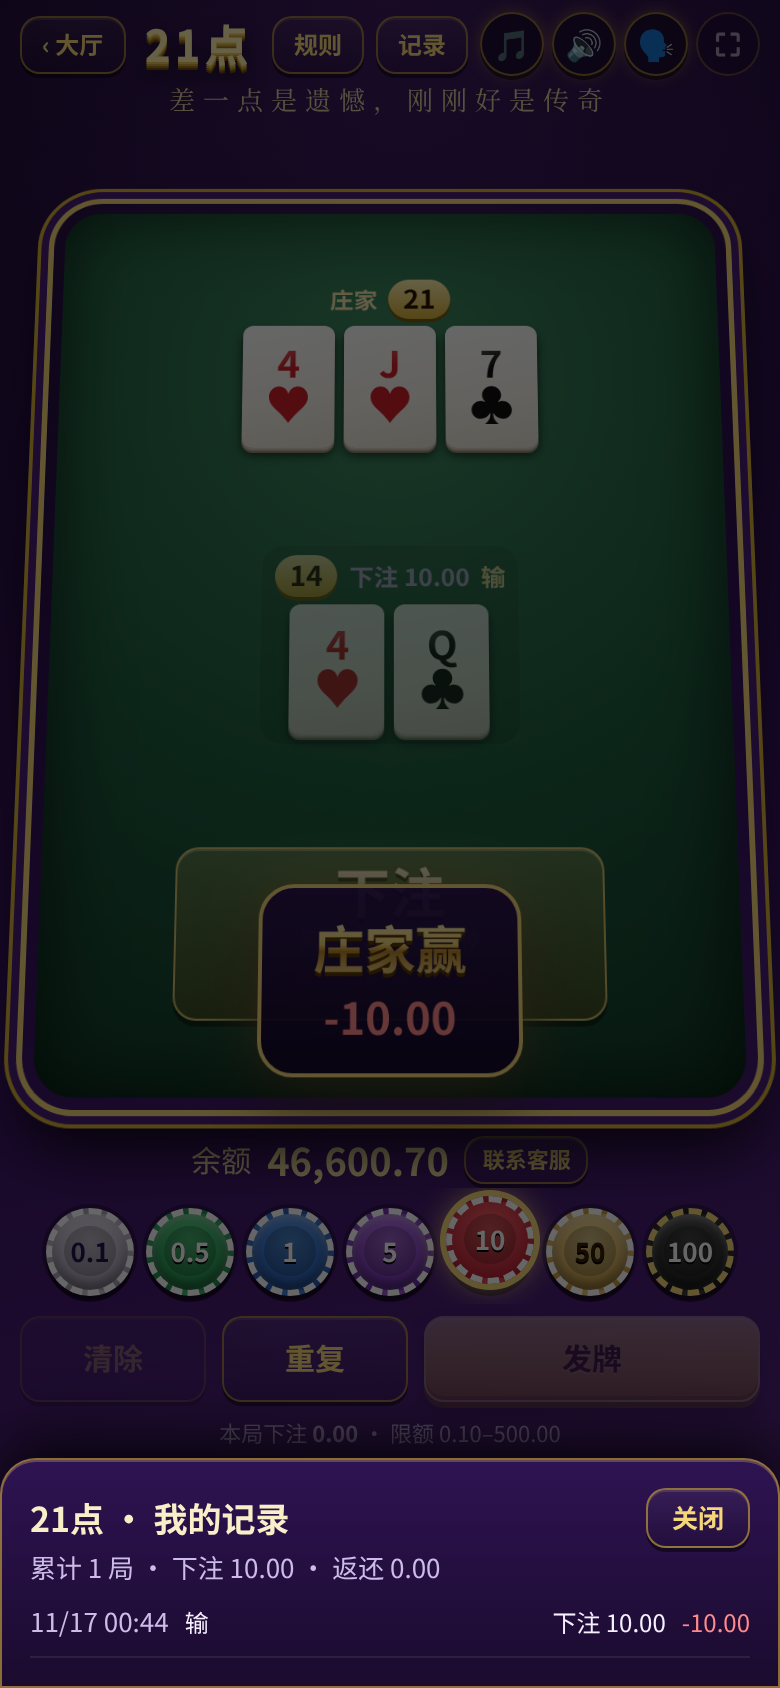 ‹ 大厅 21点 规则 记录
差一点是遗憾，刚刚好是传奇
庄家 21
4 J 7
14 下注 10.00 输
4 Q
下注
庄家赢
-10.00
余额 46,600.70 联系客服
0.1 0.5 1 5 10 50 100
清除 重复 发牌
本局下注 0.00 · 限额 0.10–500.00
21点 · 我的记录 关闭
累计 1 局 · 下注 10.00 · 返还 0.00
11/17 00:44 输 下注 10.00 -10.00